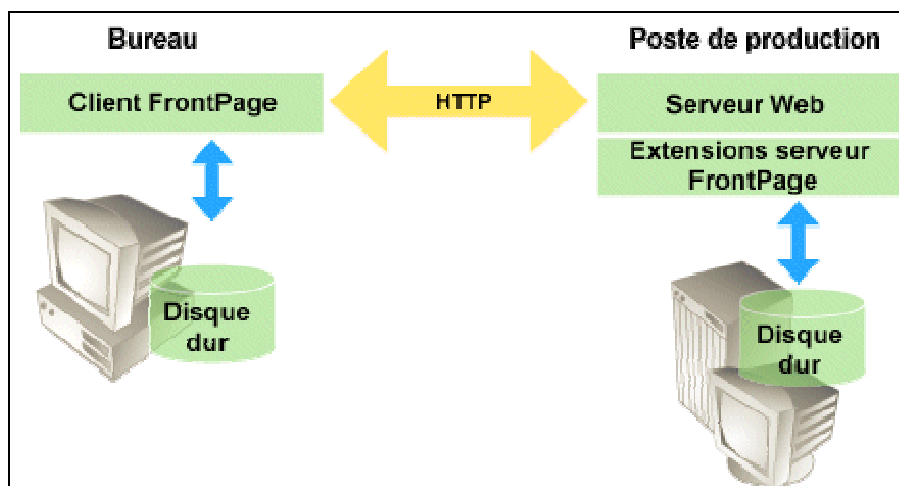 Bureau
Poste de production
Client FrontPage
HTTP
Serveur Web
Extensions serveur
FrontPage
Disque
dur
Disque
dur